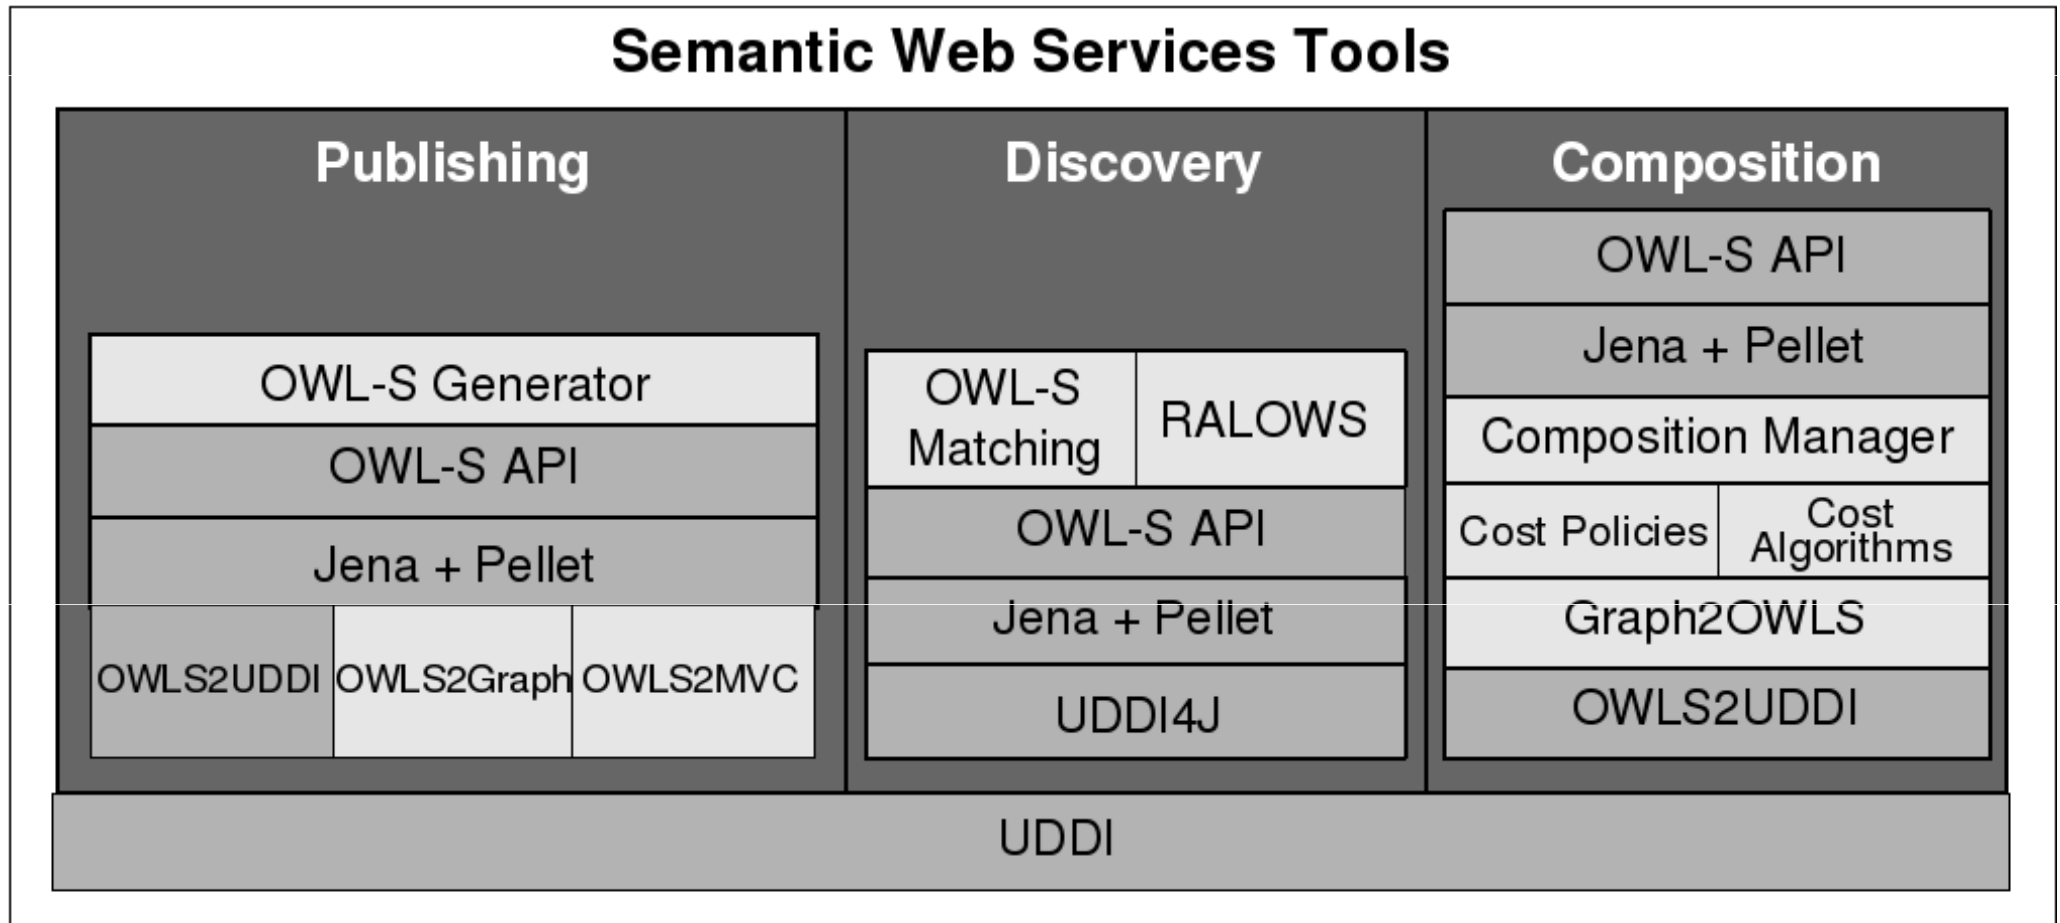 Semantic Web Services Tools
Publishing
OWL-S Generator
OWL-S API
Jena + Pellet
OWLS2UDDI
OWLS2Graph
OWLS2MVC
Discovery
OWL-S
Matching
RALOWS
OWL-S API
Jena + Pellet
UDDI4J
Composition
OWL-S API
Jena + Pellet
Composition Manager
Cost Policies
Cost
Algorithms
Graph2OWLS
OWLS2UDDI
UDDI